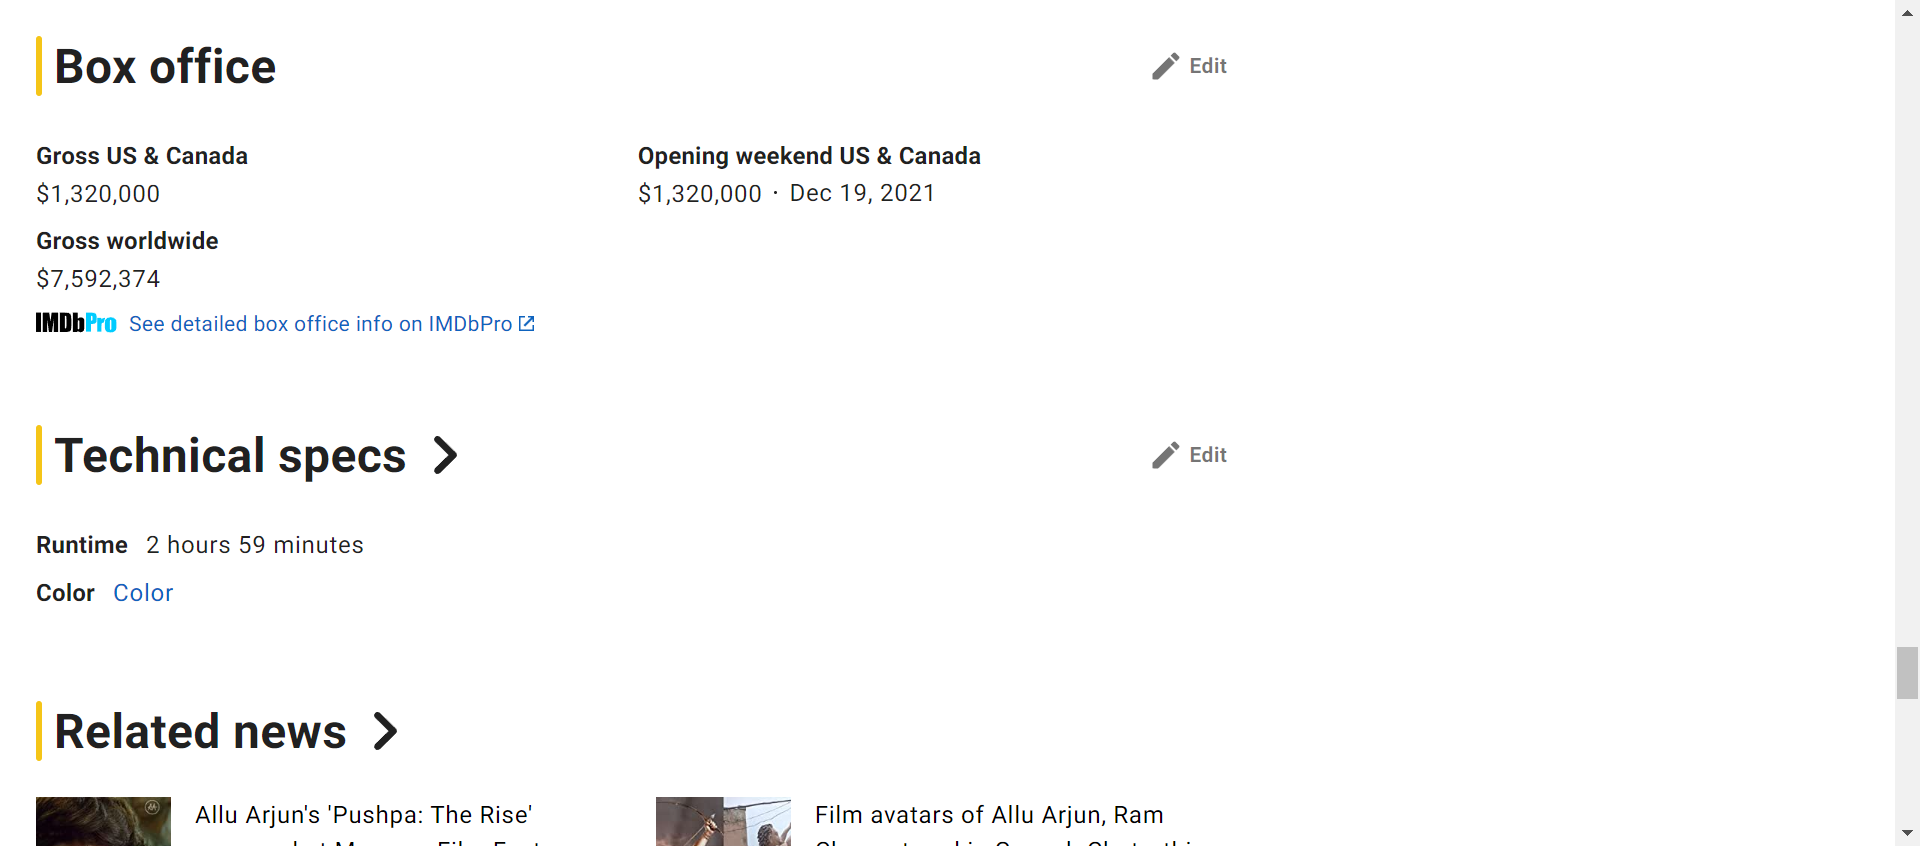 Box office
Edit
Gross US & Canada
$1,320,000
Opening weekend US & Canada
$1,320,000 · Dec 19, 2021
Gross worldwide
$7,592,374
IMDbPro See detailed box office info on IMDbPro
Technical specs
Edit
Runtime 2 hours 59 minutes
Color Color
Related news
Allu Arjun's 'Pushpa: The Rise'
Film avatars of Allu Arjun, Ram